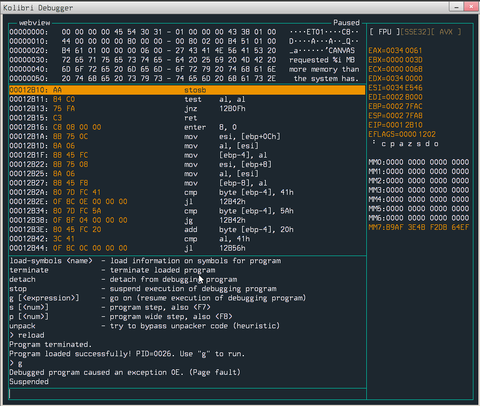 Kolibri Debugger
webview Paused
[ FPU ][SSE32][ AVX ]
00000000: 00 00 00 00 45 54 30 31 - 01 00 00 00 43 38 01 00 ····ET01····C8··
00000010: 44 00 00 00 00 80 00 00 - 00 80 02 00 B4 51 01 00
00000020: B4 61 01 00 00 00 06 00 - 27 43 41 4E 56 41 53 20 'CANVAS
00000030: 72 65 71 75 65 73 74 65 - 64 20 25 69 20 4D 42 20 requested %i MB
00000040: 6D 6F 72 65 20 6D 65 6D - 6F 72 79 20 74 68 61 6E more memory than
00000050: 20 74 68 65 20 73 79 73 - 74 65 6D 20 68 61 73 2E the system has.
00012B10: AA stosb
00012B11: 84 C0 test al, al
00012B13: 75 FA jnz 12B0Fh
00012B15: C3 ret
00012B16: C8 08 00 00 enter 8, 0
00012B1A: 8B 75 0C mov esi, [ebp+0Ch]
00012B1D: 8A 06 mov al, [esi]
00012B1F: 88 45 FC mov [ebp-4], al
00012B22: 8B 75 08 mov esi, [ebp+8]
00012B25: 8A 06 mov al, [esi]
00012B27: 88 45 F8 mov [ebp-8], al
00012B2A: 80 7D FC 41 cmp byte [ebp-4], 41h
00012B2E: 0F 8C 0E 00 00 00 jl 12B42h
00012B34: 80 7D FC 5A cmp byte [ebp-4], 5Ah
00012B38: 0F 8F 04 00 00 00 jg 12B42h
00012B3E: 80 45 FC 20 add byte [ebp-4], 20h
00012B42: 3C 41 cmp al, 41h
00012B44: 0F 8C 0C 00 00 00 jl 12B56h
EAX=0034 0061
EBX=0000 003D
ECX=0000 006B
EDX=0000 0030
ESI=0034 E546
EDI=0002 8000
EBP=0002 7FAC
ESP=0002 7FA8
EIP=0001 2B10
EFLAGS=0000 1202
c p a z s d o
MM0:0000 0000 0000 0000
MM1:0000 0000 0000 0000
MM2:0000 0000 0000 0000
MM3:0000 0000 0000 0000
MM4:0000 0000 0000 0000
MM5:0000 0000 0000 0000
MM6:0000 0000 0000 0000
MM7:B9AF 3E4B F2DB 64EF
load-symbols <name> - load information on symbols for program
terminate - terminate loaded program
detach - detach from debugging program
stop - suspend execution of debugging program
g [<expression>] - go on (resume execution of debugging program)
s [<num>] - program step, also <F7>
p [<num>] - program wide step, also <F8>
unpack - try to bypass unpacker code (heuristic)
> reload
Program terminated.
Program loaded successfully! PID=0026. Use "g" to run.
> g
Debugged program caused an exception 0E. (Page fault)
Suspended